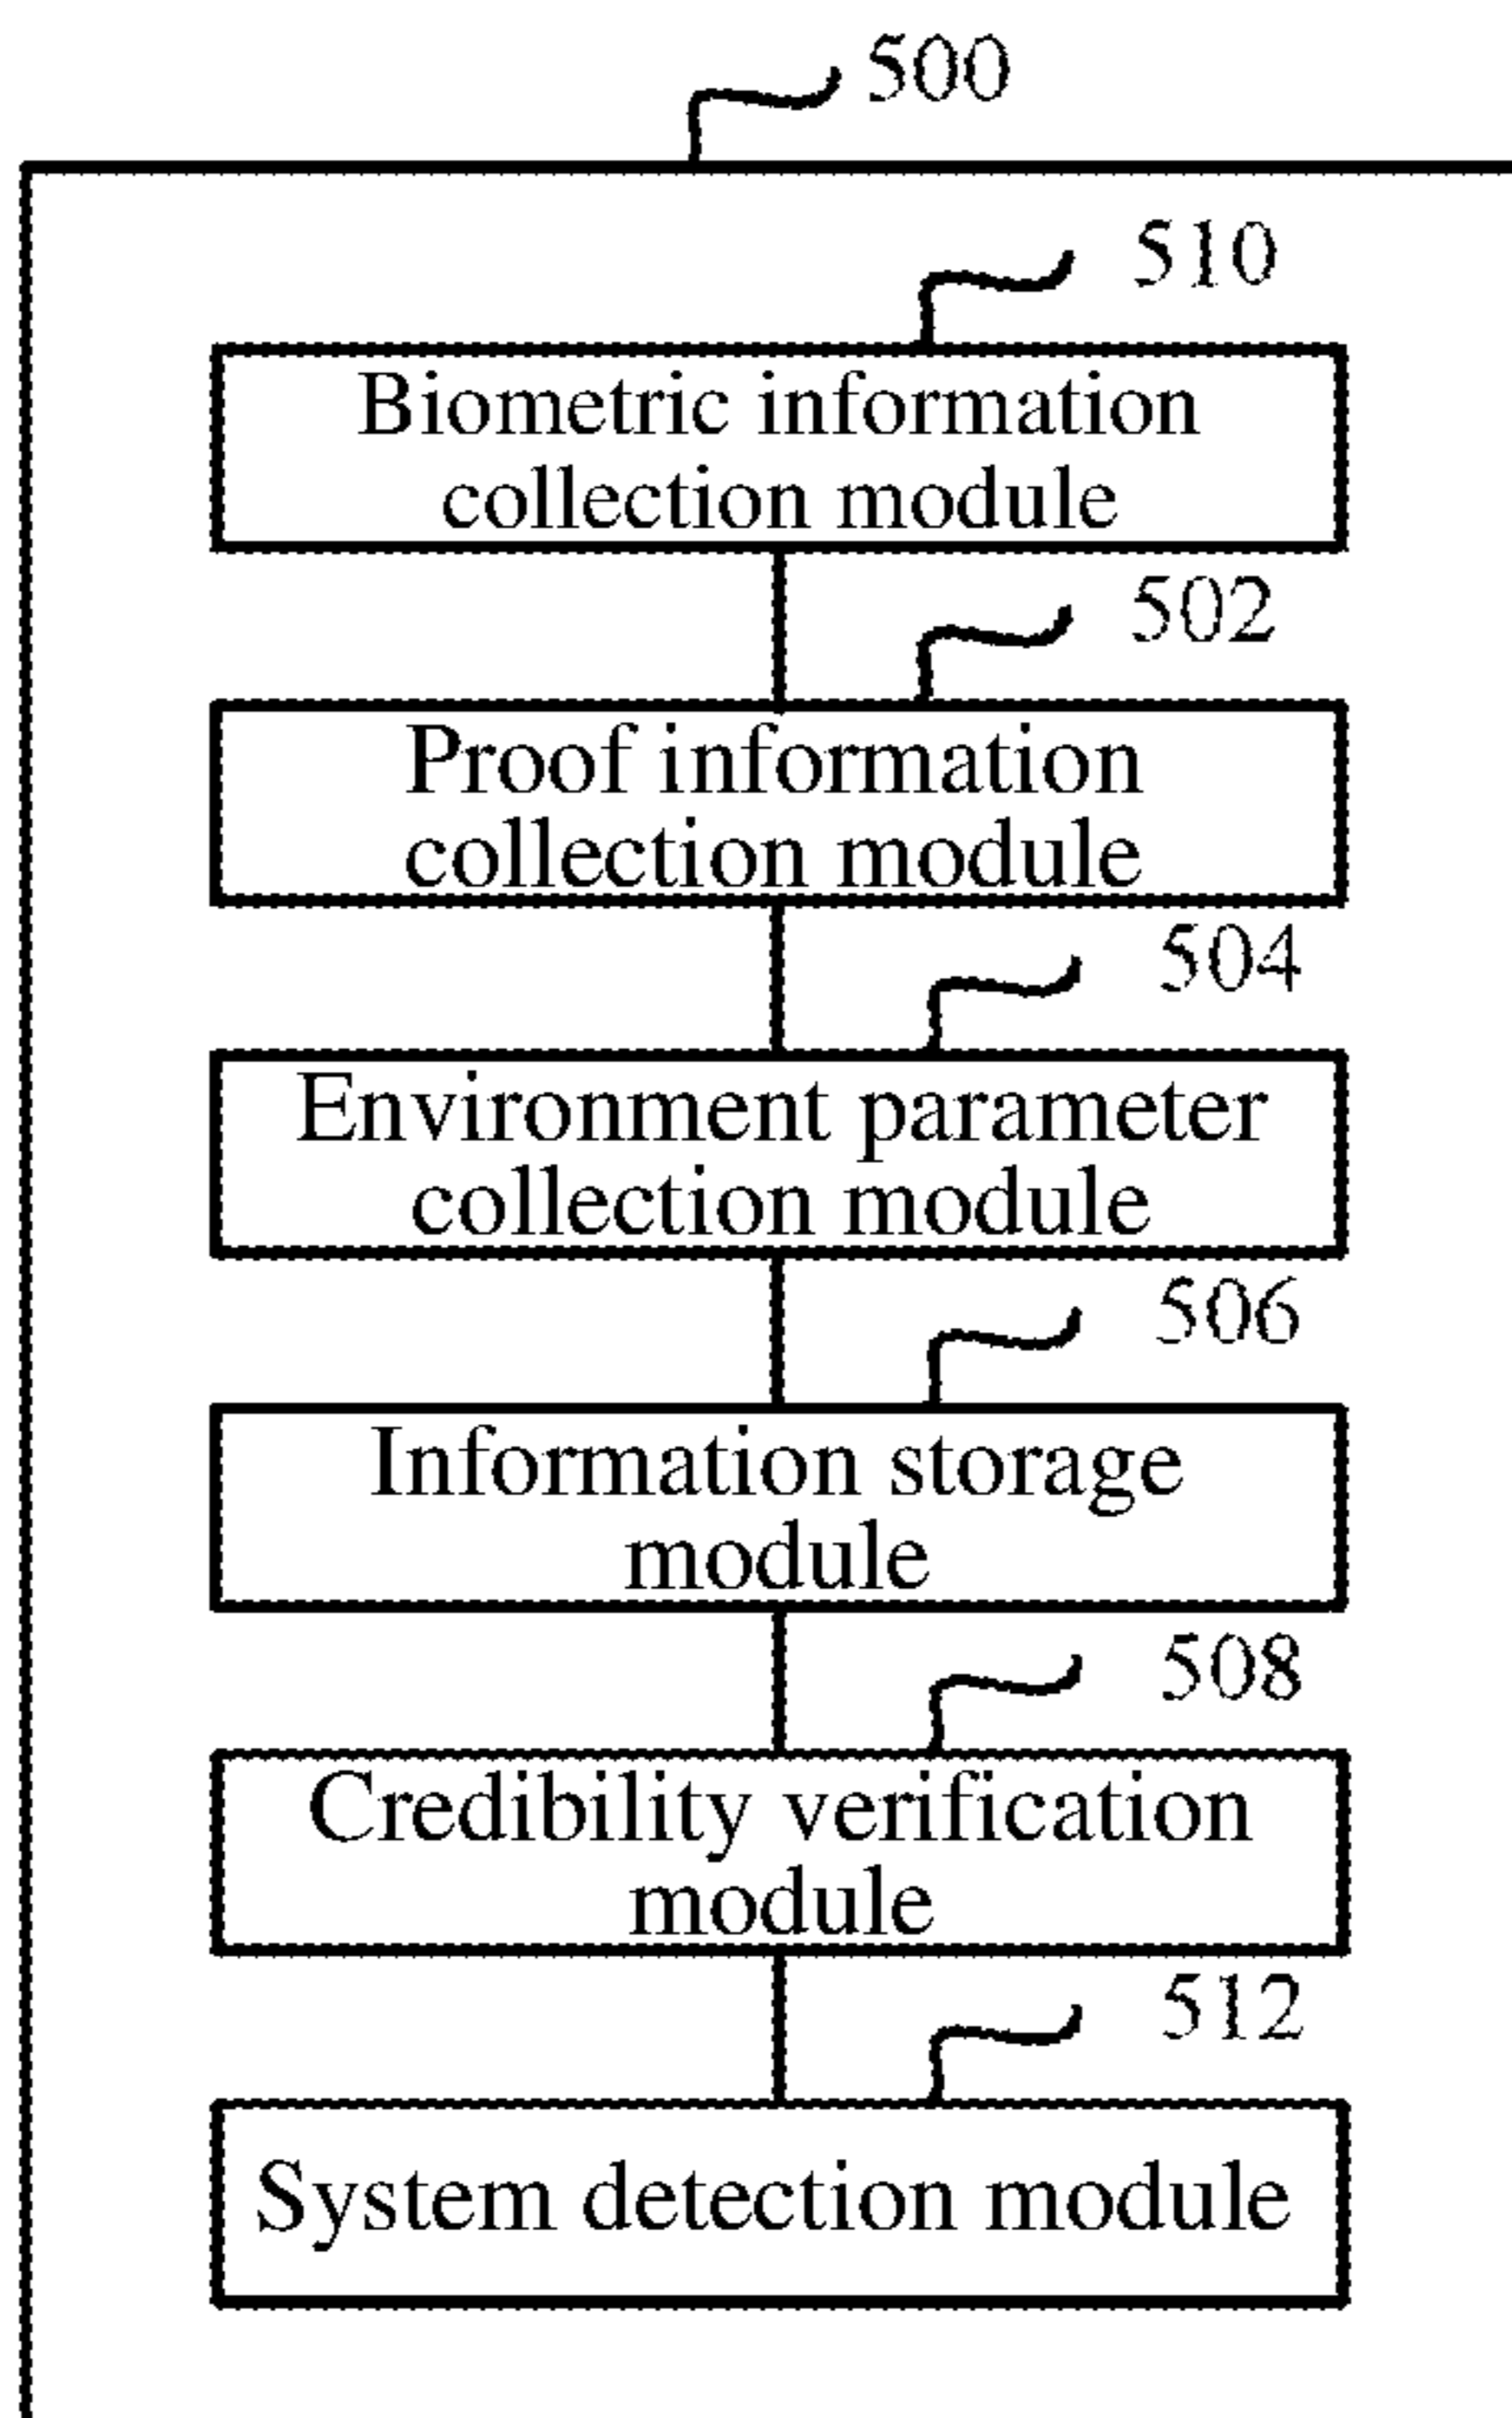 500
510
Biometric information
collection module
502
Proof information
collection module
504
Environment parameter
collection module
506
Information storage
module
508
Credibility verification
module
512
System detection module